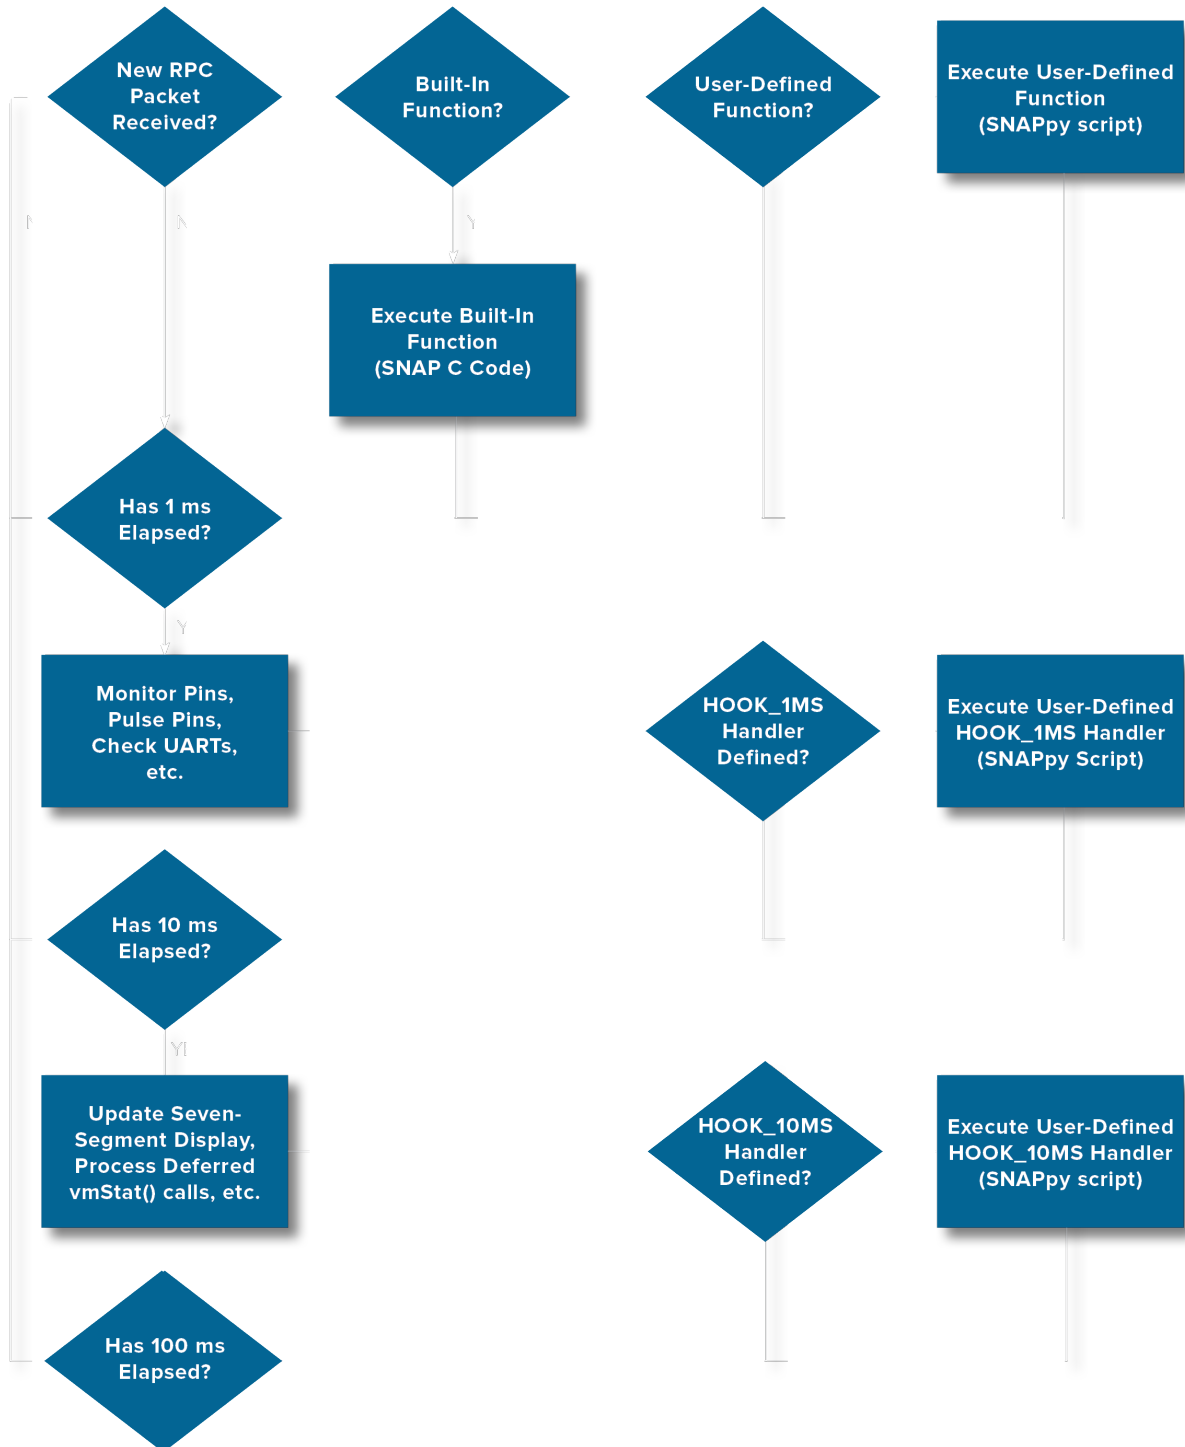 New RPC
Packet
Received?
Built-In
Function?
User-Defined
Function?
Execute User-Defined
Function
(SNAPpy script)
Execute Built-In
Function
(SNAP C Code)
Has 1 ms
Elapsed?
Monitor Pins,
Pulse Pins,
Check UARTs,
etc.
HOOK_1MS
Handler
Defined?
Execute User-Defined
HOOK_1MS Handler
(SNAPpy Script)
Has 10 ms
Elapsed?
Update Seven-
Segment Display,
Process Deferred
vmStat() calls, etc.
HOOK_10MS
Handler
Defined?
Execute User-Defined
HOOK_10MS Handler
(SNAPpy script)
Has 100 ms
Elapsed?